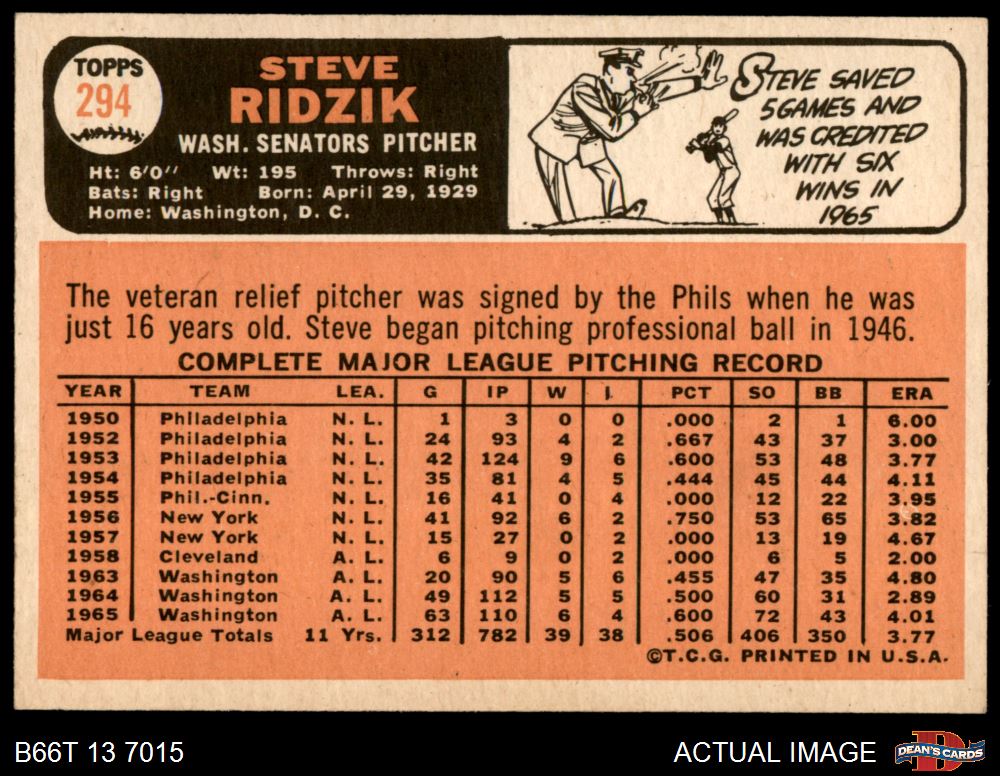 TOPPS
294
STEVE
RIDZIK
WASH. SENATORS PITCHER
Ht: 6'0" Wt: 195 Throws: Right
Bats: Right Born: April 29, 1929
Home: Washington, D. C.
STEVE SAVED
5 GAMES AND
WAS CREDITED
WITH SIX
WINS IN
1965
The veteran relief pitcher was signed by the Phils when he was
just 16 years old. Steve began pitching professional ball in 1946.
COMPLETE MAJOR LEAGUE PITCHING RECORD
YEAR TEAM LEA. G IP W L PCT SO BB ERA
1950 Philadelphia N. L. 1 3 0 0 .000 2 1 6.00
1952 Philadelphia N. L. 24 93 4 2 .667 43 37 3.00
1953 Philadelphia N. L. 42 124 9 6 .600 53 48 3.77
1954 Philadelphia N. L. 35 81 4 5 .444 45 44 4.11
1955 Phil.-Cinn. N. L. 16 41 0 4 .000 12 22 3.95
1956 New York N. L. 41 92 6 2 .750 53 65 3.82
1957 New York N. L. 15 27 0 2 .000 13 19 4.67
1958 Cleveland A. L. 6 9 0 2 .000 6 5 2.00
1963 Washington A. L. 20 90 5 6 .455 47 35 4.80
1964 Washington A. L. 49 112 5 5 .500 60 31 2.89
1965 Washington A. L. 63 110 6 4 .600 72 43 4.01
Major League Totals 11 Yrs. 312 782 39 38 .506 406 350 3.77
©T.C.G. PRINTED IN U.S.A.
B66T 13 7015
ACTUAL IMAGE
DEAN'S CARDS